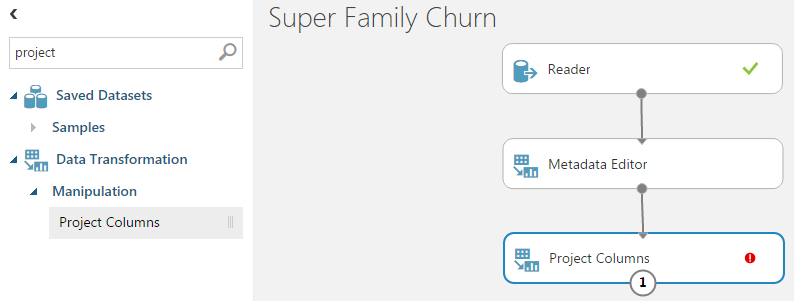 Super Family Churn
project
Saved Datasets
Samples
Data Transformation
Manipulation
Project Columns
Reader
Metadata Editor
Project Columns
1